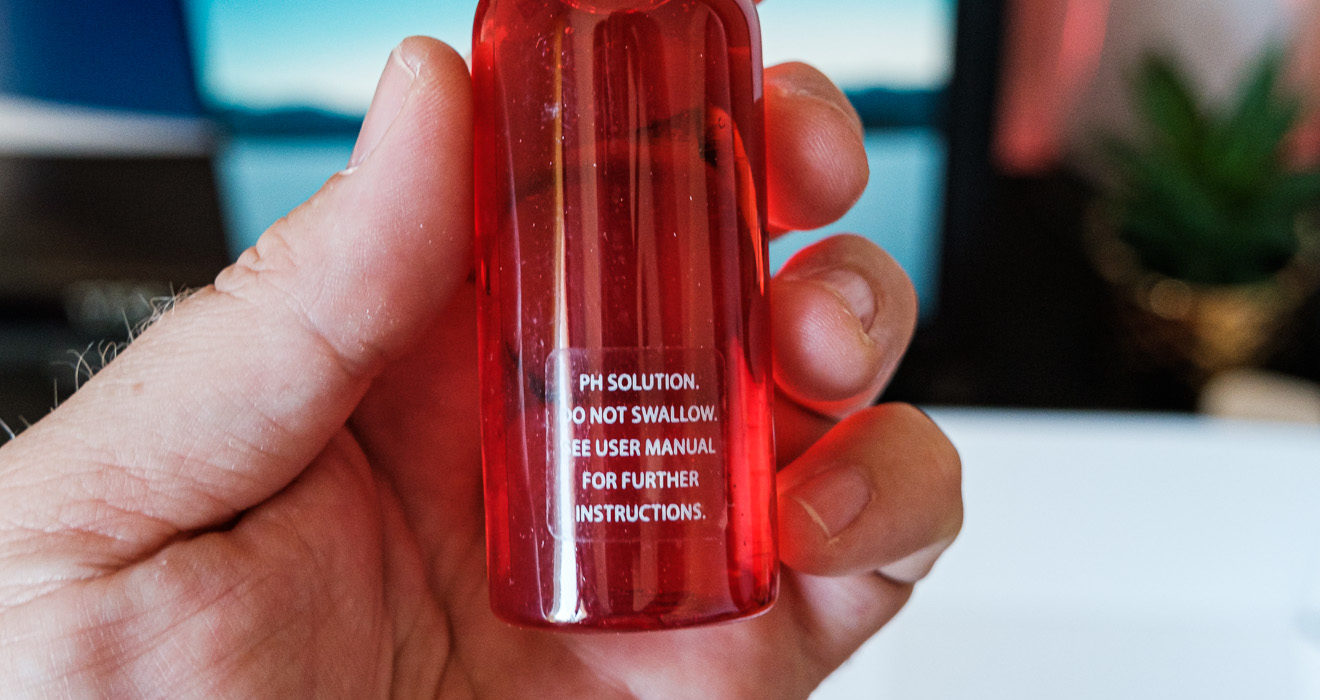 PH SOLUTION.
DO NOT SWALLOW.
SEE USER MANUAL
FOR FURTHER
INSTRUCTIONS.